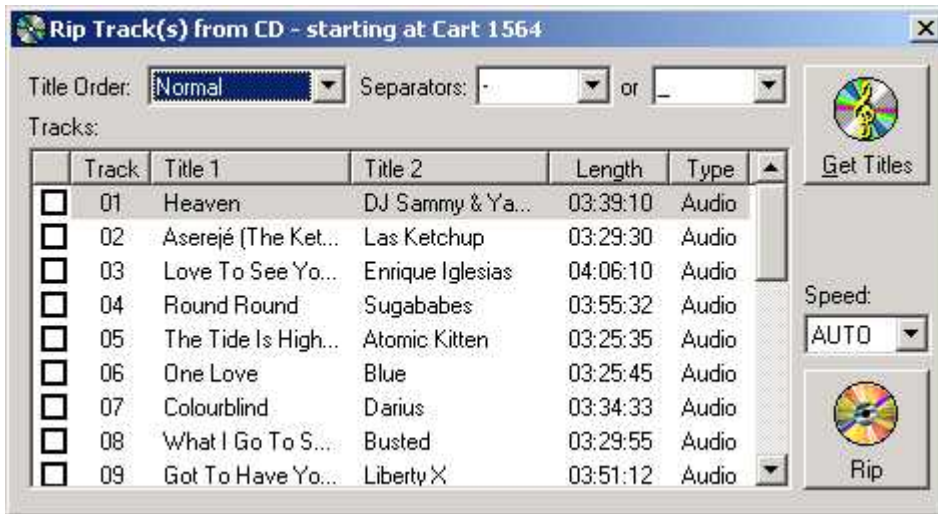 Rip Track(s) from CD - starting at Cart 1564
Title Order: Normal Separators: - or _
Get Titles
Tracks:
Track Title 1 Title 2 Length Type
01 Heaven DJ Sammy & Ya... 03:39:10 Audio
02 Aserejé (The Ket... Las Ketchup 03:29:30 Audio
03 Love To See Yo... Enrique Iglesias 04:06:10 Audio
04 Round Round Sugababes 03:55:32 Audio
05 The Tide Is High... Atomic Kitten 03:25:35 Audio
06 One Love Blue 03:25:45 Audio
07 Colourblind Darius 03:34:33 Audio
08 What I Go To S... Busted 03:29:55 Audio
09 Got To Have Yo... Liberty X 03:51:12 Audio
Speed:
AUTO
Rip